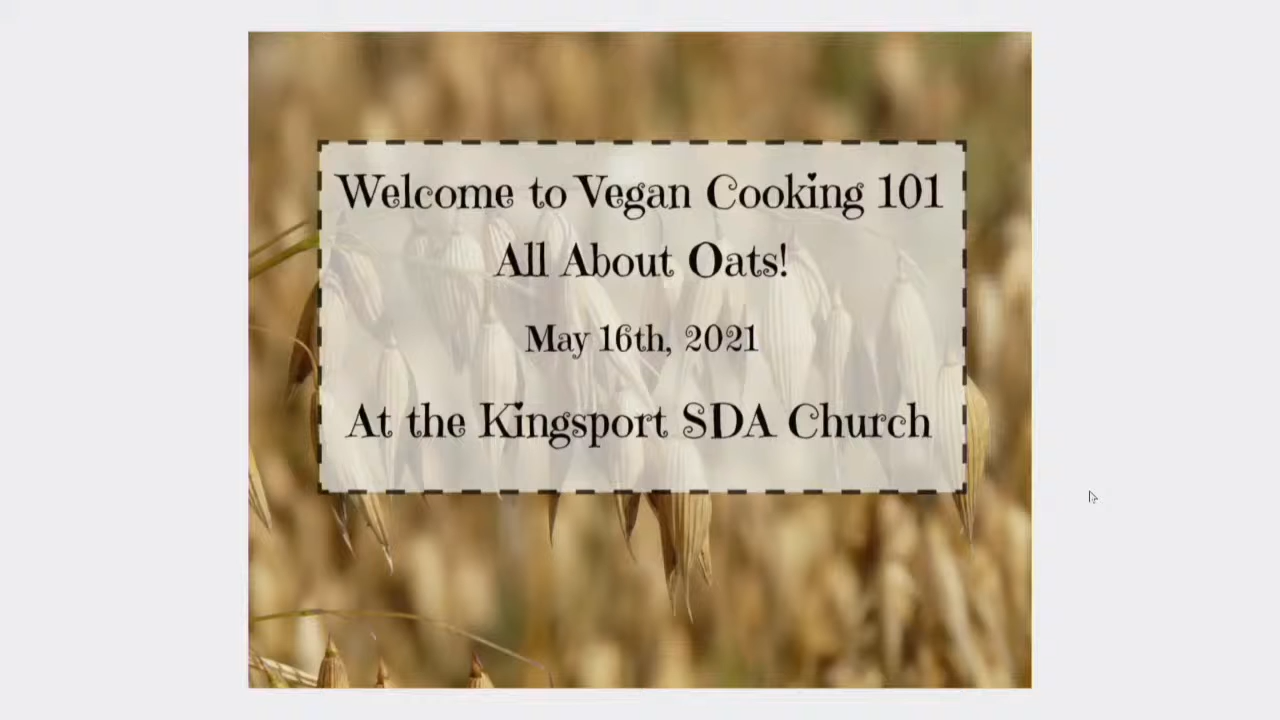 Welcome to Vegan Cooking 101
All About Oats!
May 16th, 2021
At the Kingsport SDA Church